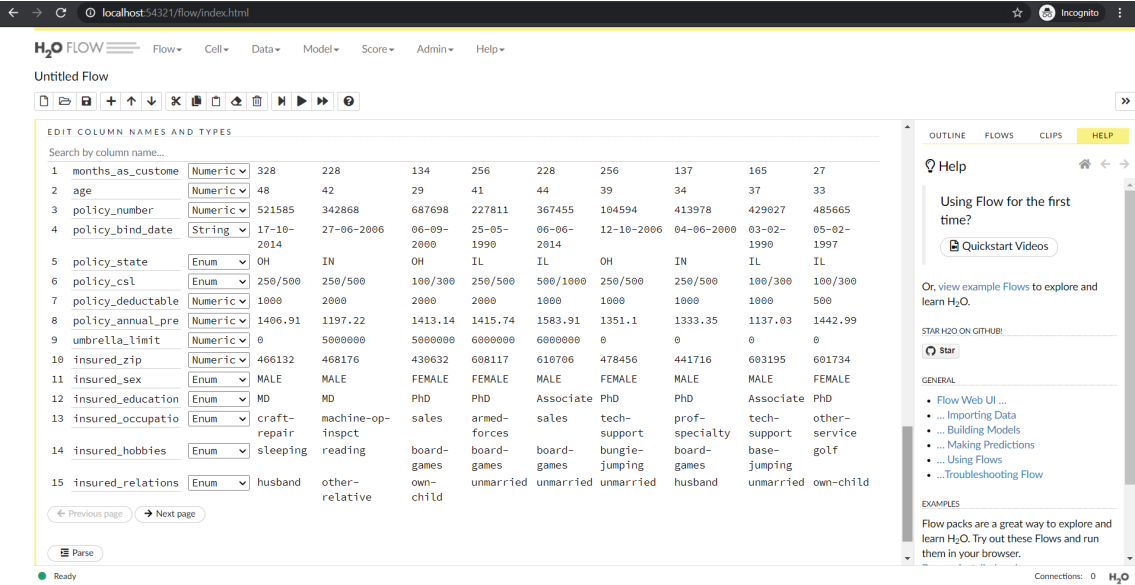 localhost:54321/flow/index.html
Incognito
H2O FLOW
Flow
Cell
Data
Model
Score
Admin
Help
Untitled Flow
EDIT COLUMN NAMES AND TYPES
Search by column name...
1 months_as_custome Numeric 328 228 134 256 228 256 137 165 27
2 age Numeric 48 42 29 41 44 39 34 37 33
3 policy_number Numeric 521585 342868 687698 227811 367455 104594 413978 429027 485665
4 policy_bind_date String 17-10- 27-06-2006 06-09- 25-05- 06-06- 12-10-2006 04-06-2000 03-02- 05-02-
2014 2000 1990 2014 1990 1997
5 policy_state Enum OH IN OH IL IL OH IN IL IL
6 policy_csl Enum 250/500 250/500 100/300 250/500 500/1000 250/500 250/500 100/300 100/300
7 policy_deductable Numeric 1000 2000 2000 2000 1000 1000 1000 1000 500
8 policy_annual_pre Numeric 1406.91 1197.22 1413.14 1415.74 1583.91 1351.1 1333.35 1137.03 1442.99
9 umbrella_limit Numeric 0 5000000 5000000 6000000 6000000 0 0 0 0
10 insured_zip Numeric 466132 468176 430632 608117 610706 478456 441716 603195 601734
11 insured_sex Enum MALE MALE FEMALE FEMALE MALE FEMALE MALE MALE FEMALE
12 insured_education Enum MD MD PhD PhD Associate PhD PhD Associate PhD
13 insured_occupatio Enum craft- machine-op- sales armed- sales tech- prof- tech- other-
repair inspct forces support specialty support service
14 insured_hobbies Enum sleeping reading board- board- board- bungie- board- base- golf
games games games jumping games jumping
15 insured_relations Enum husband other- own- unmarried unmarried unmarried husband unmarried own-child
relative child
Previous page
Next page
Parse
OUTLINE
FLOWS
CLIPS
HELP
Help
Using Flow for the first
time?
Quickstart Videos
Or, view example Flows to explore and
learn H2O.
STAR H2O ON GITHUB!
Star
GENERAL
Flow Web UI ...
... Importing Data
... Building Models
... Making Predictions
... Using Flows
...Troubleshooting Flow
EXAMPLES
Flow packs are a great way to explore and
learn H2O. Try out these Flows and run
them in your browser.
Ready
Connections: 0
H2O